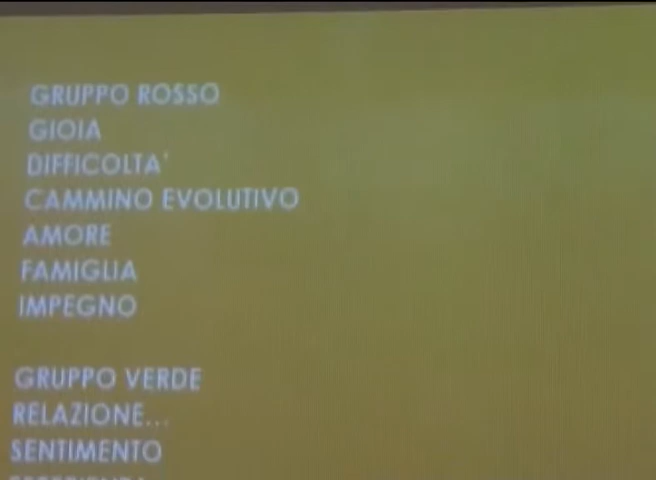 GRUPPO ROSSO
GIOIA
DIFFICOLTA'
CAMMINO EVOLUTIVO
AMORE
FAMIGLIA
IMPEGNO
GRUPPO VERDE
RELAZIONE...
SENTIMENTO